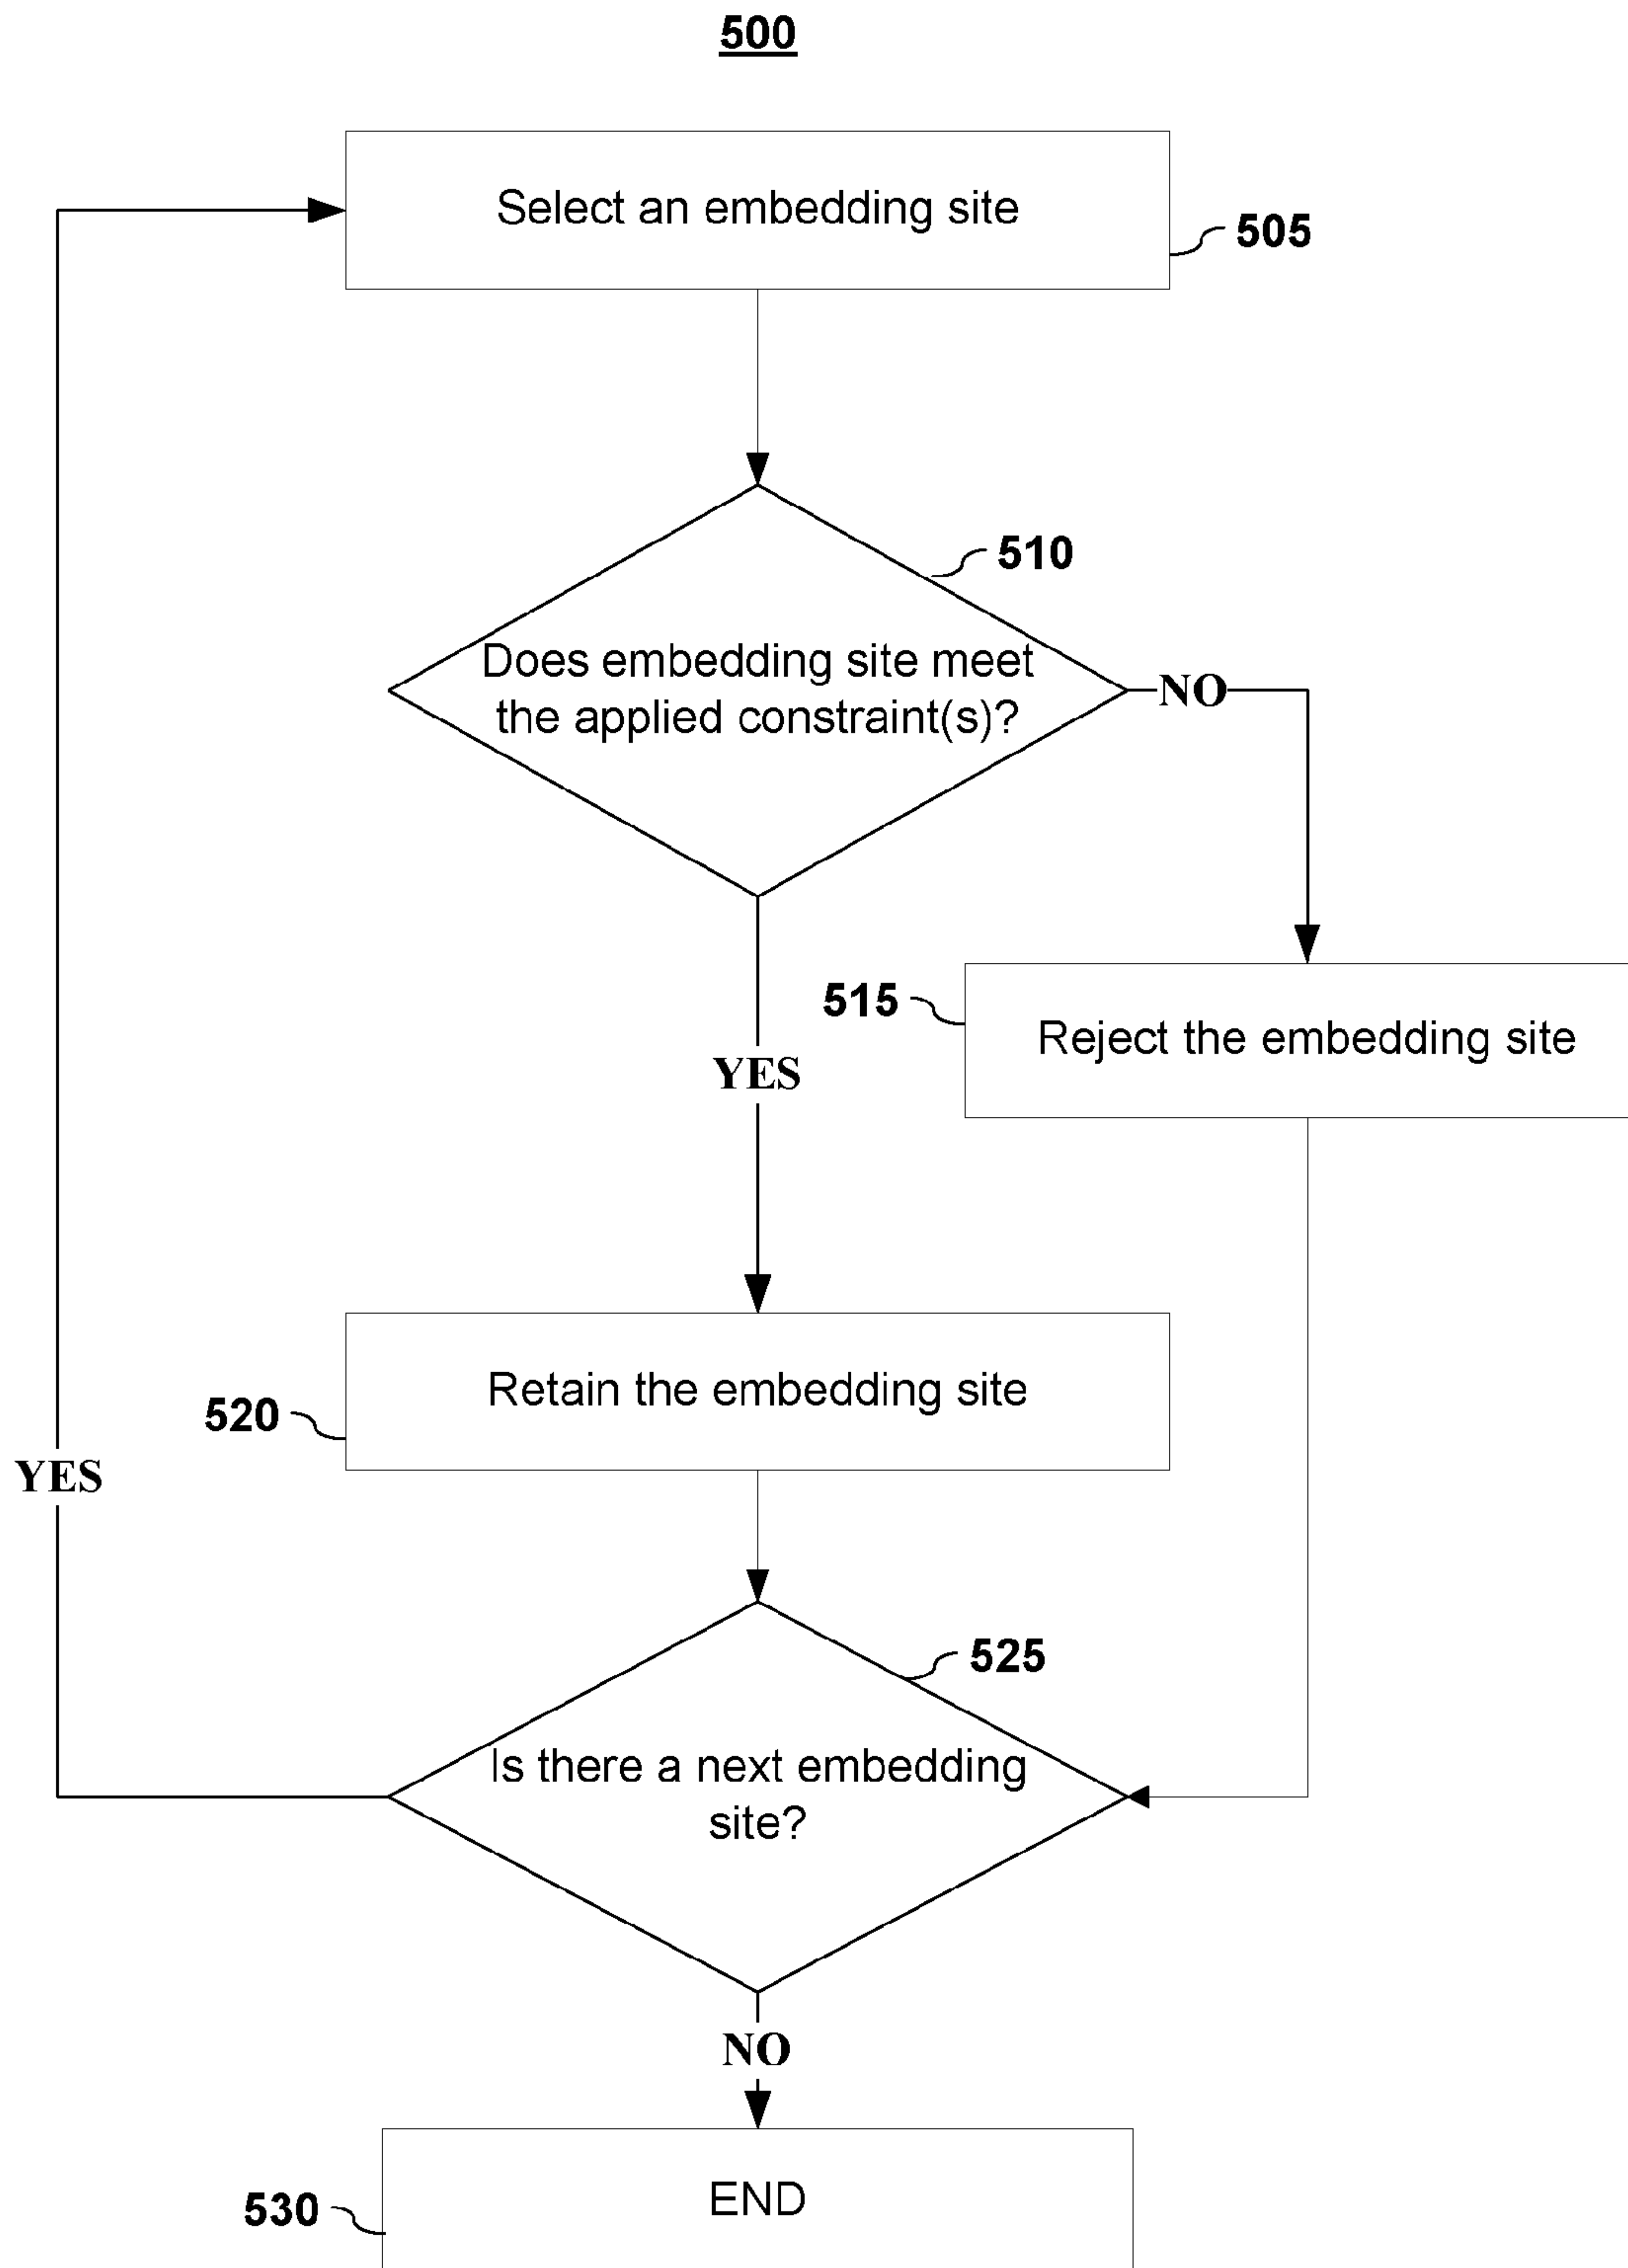 500
Select an embedding site
505
510
Does embedding site meet
the applied constraint(s)?
NO
515
Reject the embedding site
YES
Retain the embedding site
520
YES
525
Is there a next embedding
site?
NO
END
530